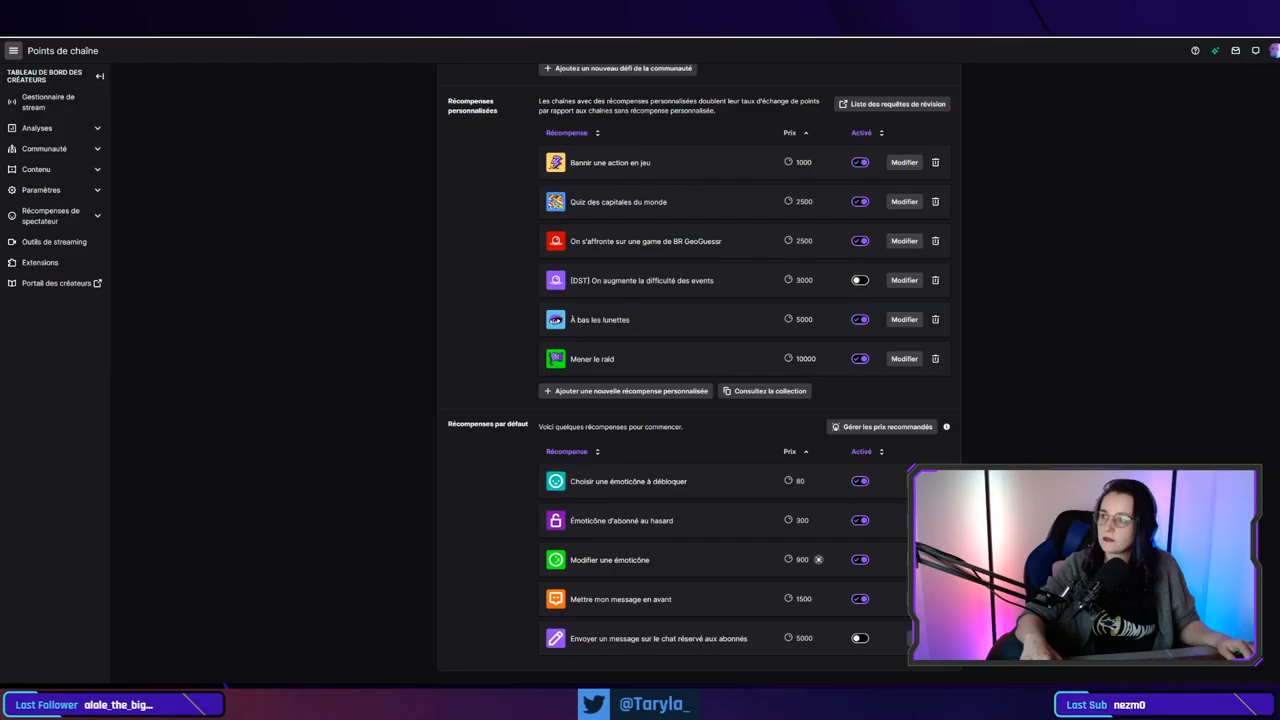 Points de chaîne
TABLEAU DE BORD DES
CRÉATEURS
Gestionnaire de
stream
Analyses
Communauté
Contenu
Paramètres
Récompenses de
spectateur
Outils de streaming
Extensions
Portail des créateurs
Ajoutez un nouveau défi de la communauté
Récompenses
personnalisées
Les chaînes avec des récompenses personnalisées doublent leur taux d'échange de points
par rapport aux chaînes sans récompense personnalisée.
Liste des requêtes de révision
Récompense Prix Activé
Bannir une action en jeu 1000 Modifier
Quiz des capitales du monde 2500 Modifier
On s'affronte sur une game de BR GeoGuessr 2500 Modifier
[DST] On augmente la difficulté des events 3000 Modifier
À bas les lunettes 5000 Modifier
Mener le raid 10000 Modifier
Ajouter une nouvelle récompense personnalisée Consultez la collection
Récompenses par défaut
Voici quelques récompenses pour commencer.
Gérer les prix recommandés
Récompense Prix Activé
Choisir une émoticône à débloquer 80
Émoticône d'abonné au hasard 300
Modifier une émoticône 900
Mettre mon message en avant 1500
Envoyer un message sur le chat réservé aux abonnés 5000
Last Follower alale_the_big...
@Taryla_
Last Sub nezm0